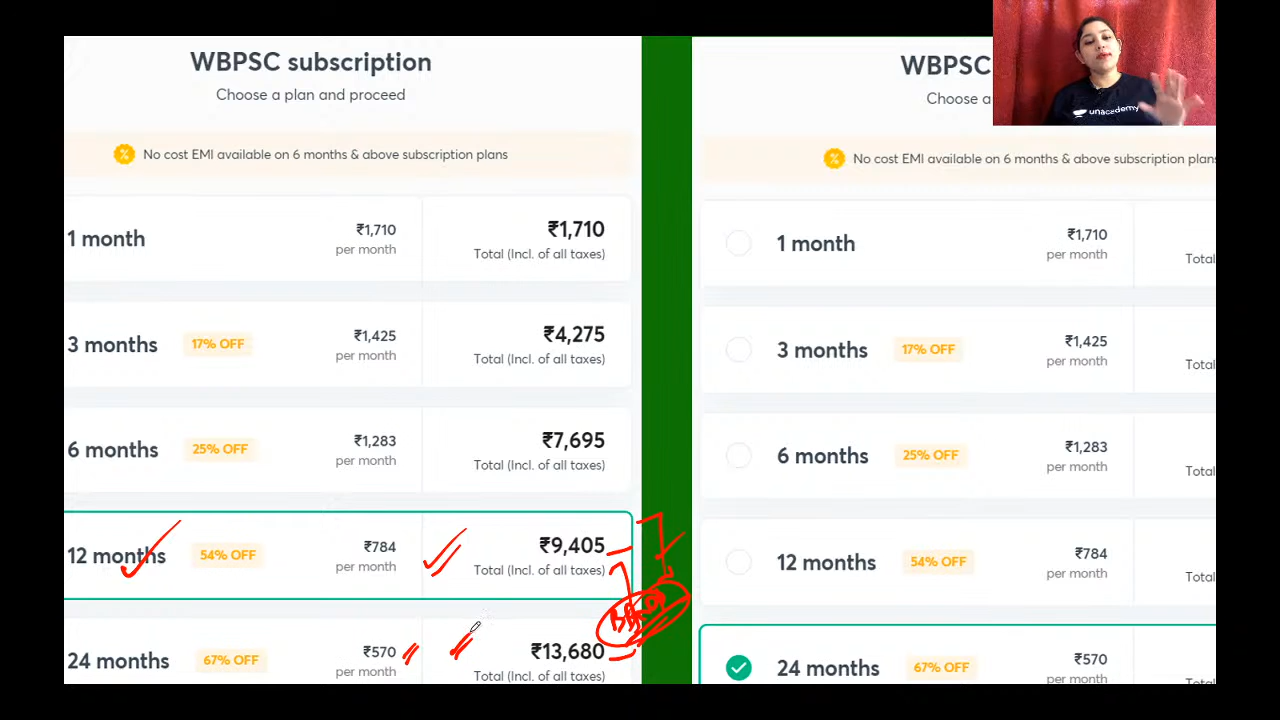 WBPSC subscription
Choose a plan and proceed
No cost EMI available on 6 months & above subscription plans
1 month
₹1,710
per month
₹1,710
Total (Incl. of all taxes)
3 months
17% OFF
₹1,425
per month
₹4,275
Total (Incl. of all taxes)
6 months
25% OFF
₹1,283
per month
₹7,695
Total (Incl. of all taxes)
12 months
54% OFF
₹784
per month
₹9,405
Total (Incl. of all taxes)
24 months
67% OFF
₹570
per month
₹13,680
Total (Incl. of all taxes)
WBPSC
Choose a
No cost EMI available on 6 months & above subscription plans
1 month
₹1,710
per month
Total
3 months
17% OFF
₹1,425
per month
Total
6 months
25% OFF
₹1,283
per month
Total
12 months
54% OFF
₹784
per month
Total
24 months
67% OFF
₹570
per month
Total
unacademy